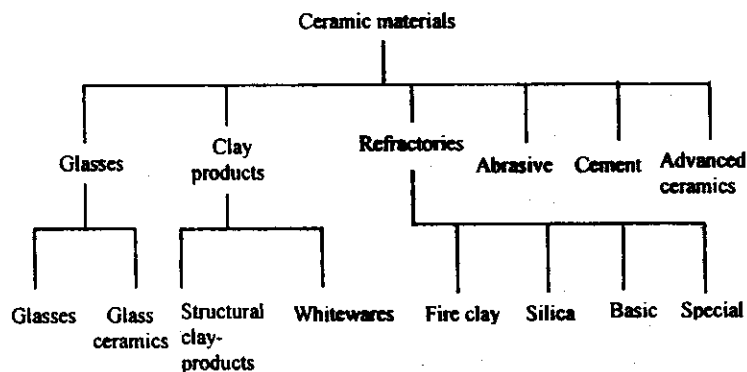 Ceramic materials
Glasses
Clay
products
Refractories
Abrasive
Cement
Advanced
ceramics
Glasses
Glass
ceramics
Structural
clay-
products
Whitewares
Fire clay
Silica
Basic
Special